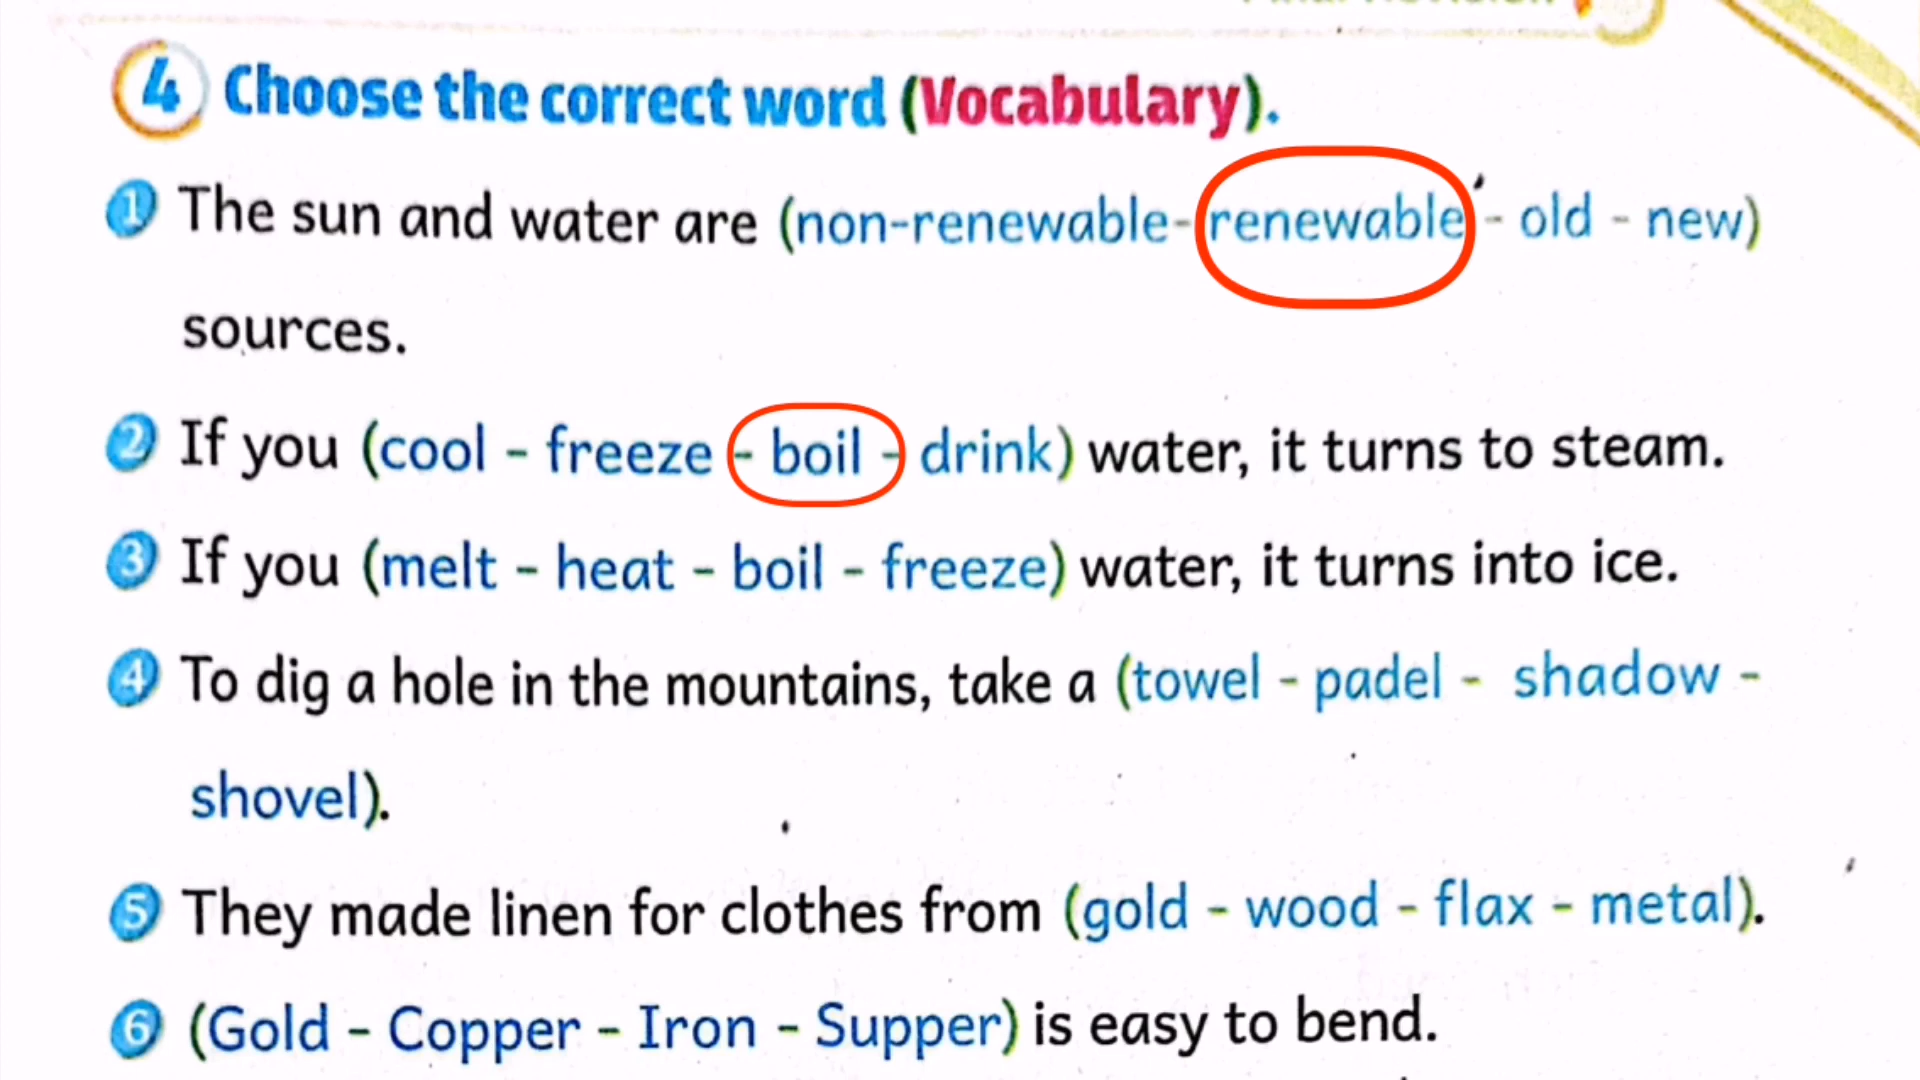 4 Choose the correct word (Vocabulary).
1 The sun and water are (non-renewable- renewable - old - new)
sources.
2 If you (cool - freeze - boil - drink) water, it turns to steam.
3 If you (melt - heat - boil - freeze) water, it turns into ice.
4 To dig a hole in the mountains, take a (towel - padel - shadow -
shovel).
5 They made linen for clothes from (gold - wood - flax - metal).
6 (Gold - Copper - Iron - Supper) is easy to bend.